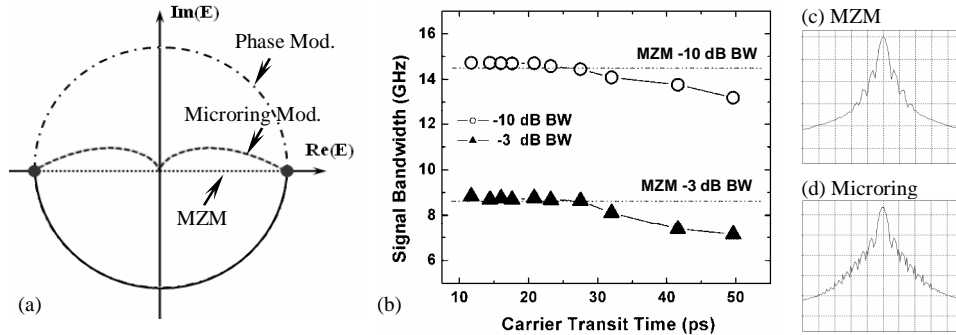 Im(E)
Phase Mod.
Microring Mod.
Re(E)
MZM
(a)
16
14
12
10
8
6
Signal Bandwidth (GHz)
MZM -10 dB BW
-10 dB BW
-3 dB BW
MZM -3 dB BW
10
20
30
40
50
Carrier Transit Time (ps)
(b)
(c) MZM
(d) Microring